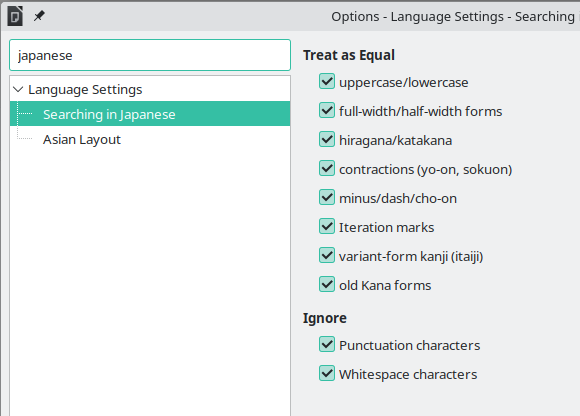 Options - Language Settings - Searching
japanese
Language Settings
Searching in Japanese
Asian Layout
Treat as Equal
uppercase/lowercase
full-width/half-width forms
hiragana/katakana
contractions (yo-on, sokuon)
minus/dash/cho-on
Iteration marks
variant-form kanji (itaiji)
old Kana forms
Ignore
Punctuation characters
Whitespace characters